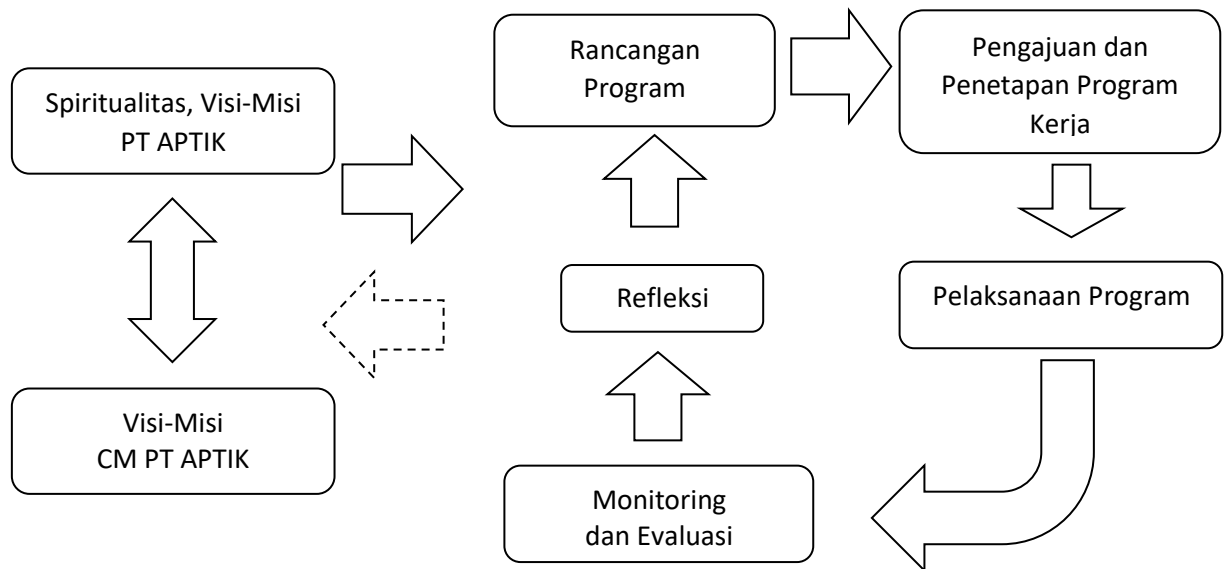 Spiritualitas, Visi-Misi
PT APTIK
Visi-Misi
CM PT APTIK
Rancangan
Program
Pengajuan dan
Penetapan Program
Kerja
Refleksi
Pelaksanaan Program
Monitoring
dan Evaluasi